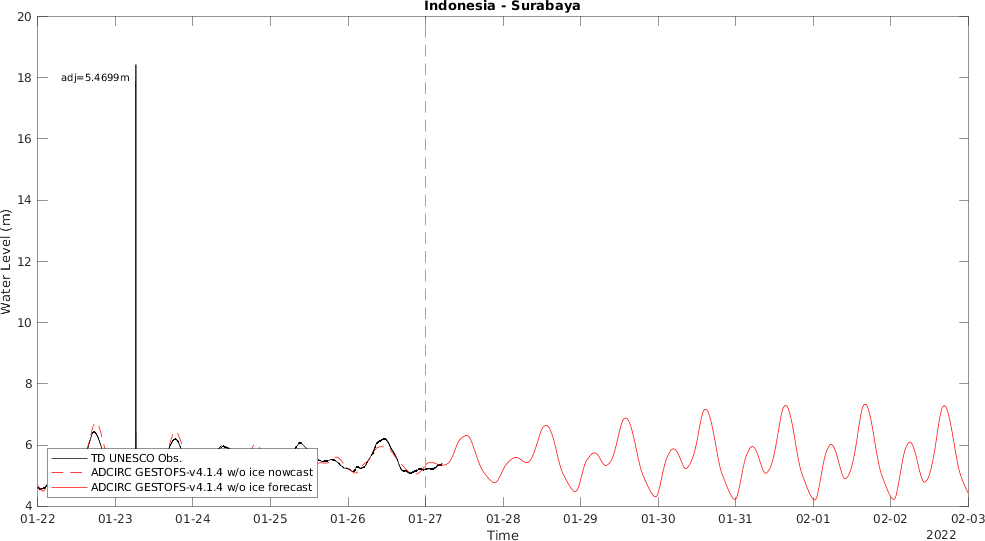 Indonesia - Surabaya
20
18
16
14
12
10
8
6
4
Water Level (m)
adj=5.4699m
TD UNESCO Obs.
ADCIRC GESTOFS-v4.1.4 w/o ice nowcast
ADCIRC GESTOFS-v4.1.4 w/o ice forecast
01-22 01-23 01-24 01-25 01-26 01-27 01-28 01-29 01-30 01-31 02-01 02-02 02-03
Time
2022